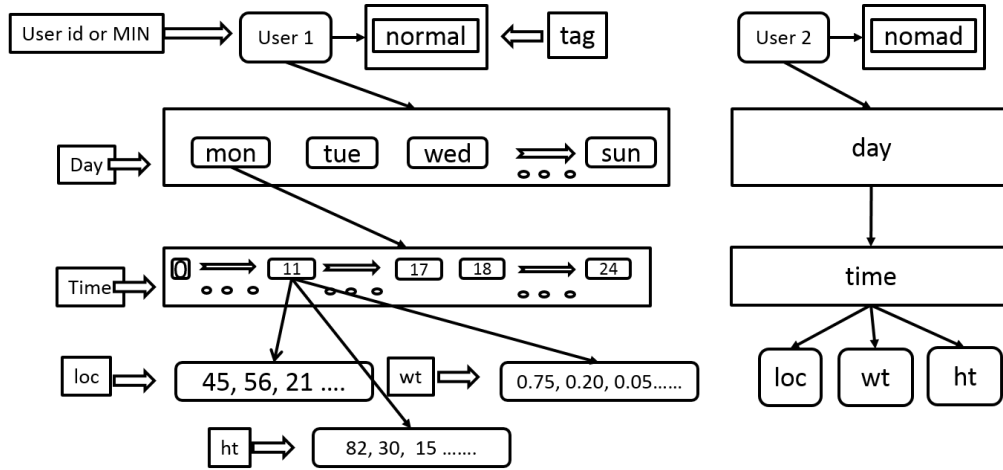 User id or MIN
User 1
normal
tag
User 2
nomad
Day
mon
tue
wed
sun
day
Time
0
11
17
18
24
time
loc
45, 56, 21 ....
wt
0.75, 0.20, 0.05......
loc
wt
ht
ht
82, 30, 15 .......